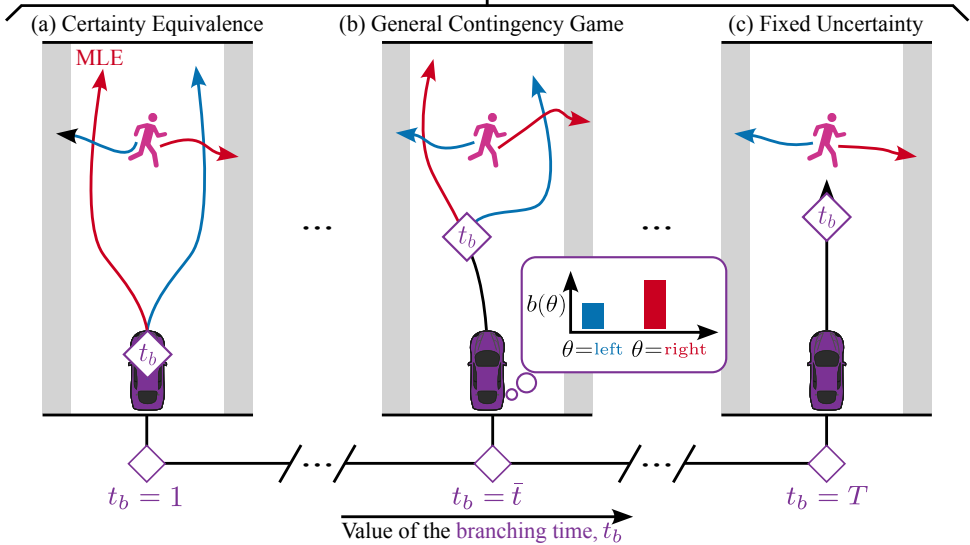 (a) Certainty Equivalence
(b) General Contingency Game
(c) Fixed Uncertainty
MLE
...
...
t_b
t_b
t_b
b(θ)
θ=left θ=right
...
...
t_b = 1
t_b = t̄
t_b = T
Value of the branching time, t_b